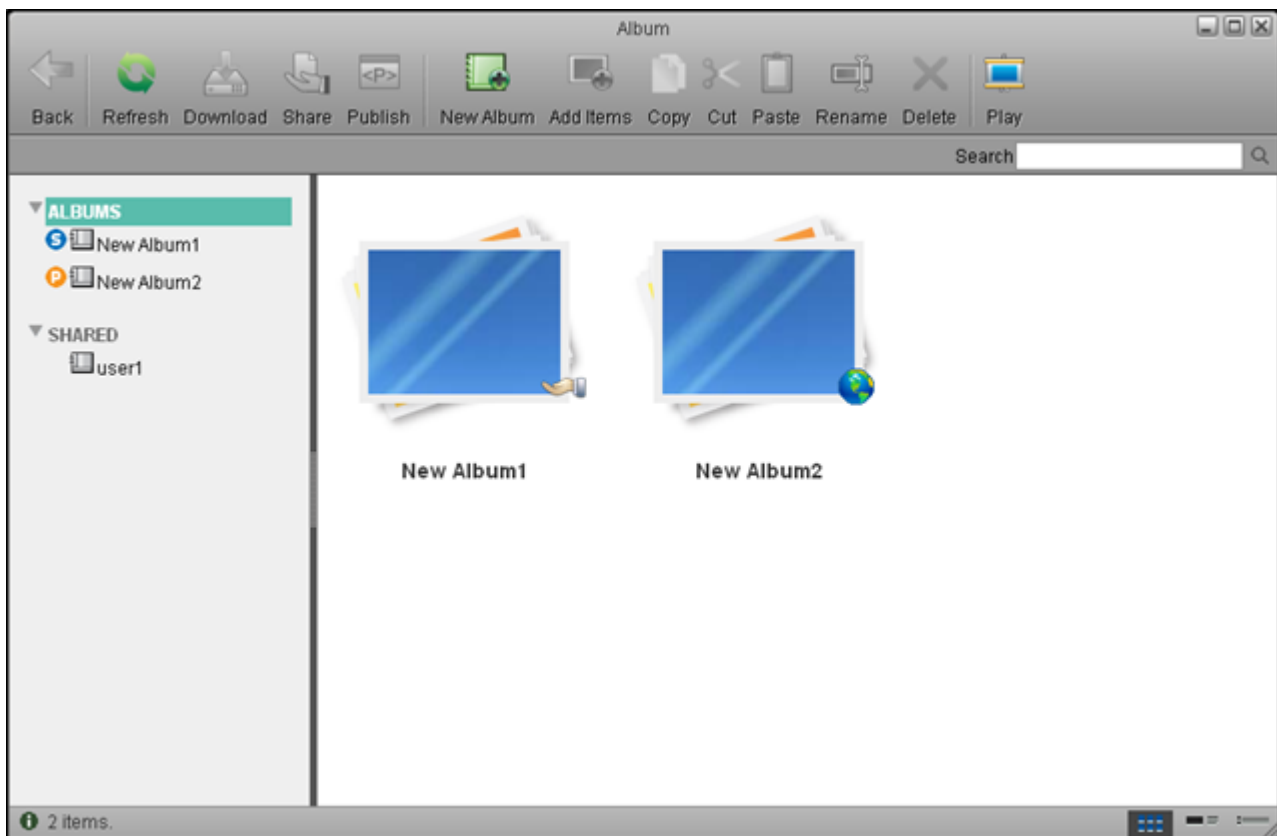 Album
<P>
Back Refresh Download Share Publish New Album Add Items Copy Cut Paste Rename Delete Play
Search
ALBUMS
S New Album1
P New Album2
SHARED
user1
New Album1 New Album2
2 items.